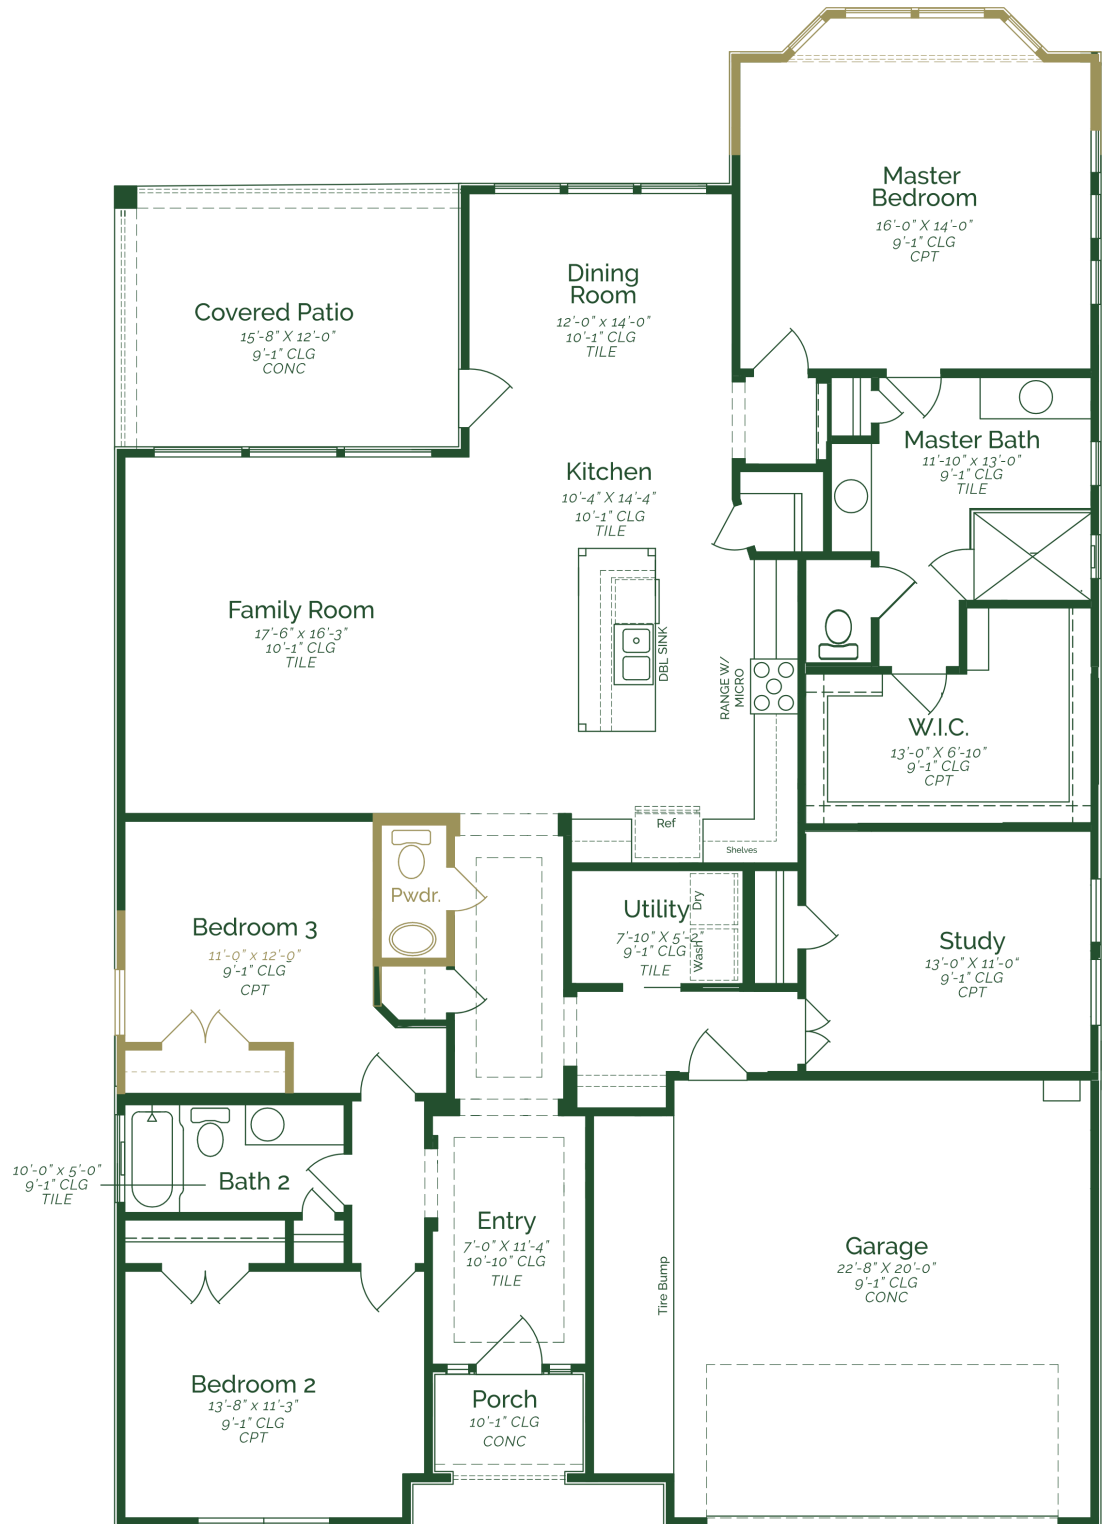 Master
Bedroom
16'-0" X 14'-0"
9'-1" CLG
CPT
Dining
Room
12'-0" x 14'-0"
10'-1" CLG
TILE
Covered Patio
15'-8" X 12'-0"
9'-1" CLG
CONC
Master Bath
11'-10" x 13'-0"
9'-1" CLG
TILE
Kitchen
10'-4" X 14'-4"
10'-1" CLG
TILE
Family Room
17'-6" x 16'-3"
10'-1" CLG
TILE
DBL SINK
RANGE W/
MICRO
W.I.C.
13'-0" X 6'-10"
9'-1" CLG
CPT
Ref
Shelves
Pwdr.
Utility
7'-10" X 5'-2"
9'-1" CLG
TILE
Dry
Wash
Bedroom 3
11'-0" x 12'-0"
9'-1" CLG
CPT
Study
13'-0" X 11'-0"
9'-1" CLG
CPT
10'-0" x 5'-0"
9'-1" CLG
TILE
Bath 2
Entry
7'-0" X 11'-4"
10'-10" CLG
TILE
Tire Bump
Garage
22'-8" X 20'-0"
9'-1" CLG
CONC
Bedroom 2
13'-8" x 11'-3"
9'-1" CLG
CPT
Porch
10'-1" CLG
CONC